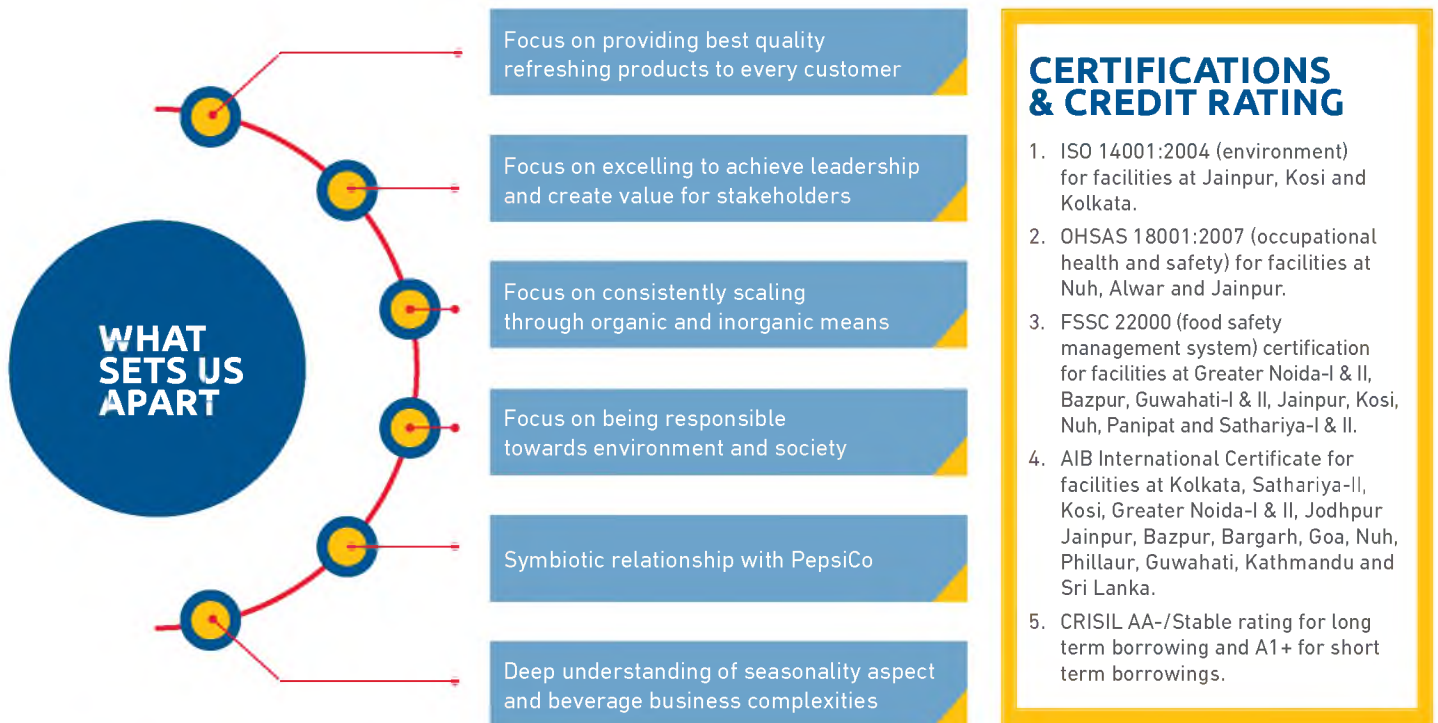 WHAT
SETS US
APART
Focus on providing best quality
refreshing products to every customer
Focus on excelling to achieve leadership
and create value for stakeholders
Focus on consistently scaling
through organic and inorganic means
Focus on being responsible
towards environment and society
Symbiotic relationship with PepsiCo
Deep understanding of seasonality aspect
and beverage business complexities
CERTIFICATIONS
& CREDIT RATING
1. ISO 14001:2004 (environment)
for facilities at Jainpur, Kosi and
Kolkata.
2. OHSAS 18001:2007 (occupational
health and safety) for facilities at
Nuh, Alwar and Jainpur.
3. FSSC 22000 (food safety
management system) certification
for facilities at Greater Noida-I & II,
Bazpur, Guwahati-I & II, Jainpur, Kosi,
Nuh, Panipat and Sathariya-I & II.
4. AIB International Certificate for
facilities at Kolkata, Sathariya-II,
Kosi, Greater Noida-I & II, Jodhpur
Jainpur, Bazpur, Bargarh, Goa, Nuh,
Phillaur, Guwahati, Kathmandu and
Sri Lanka.
5. CRISIL AA-/Stable rating for long
term borrowing and A1+ for short
term borrowings.